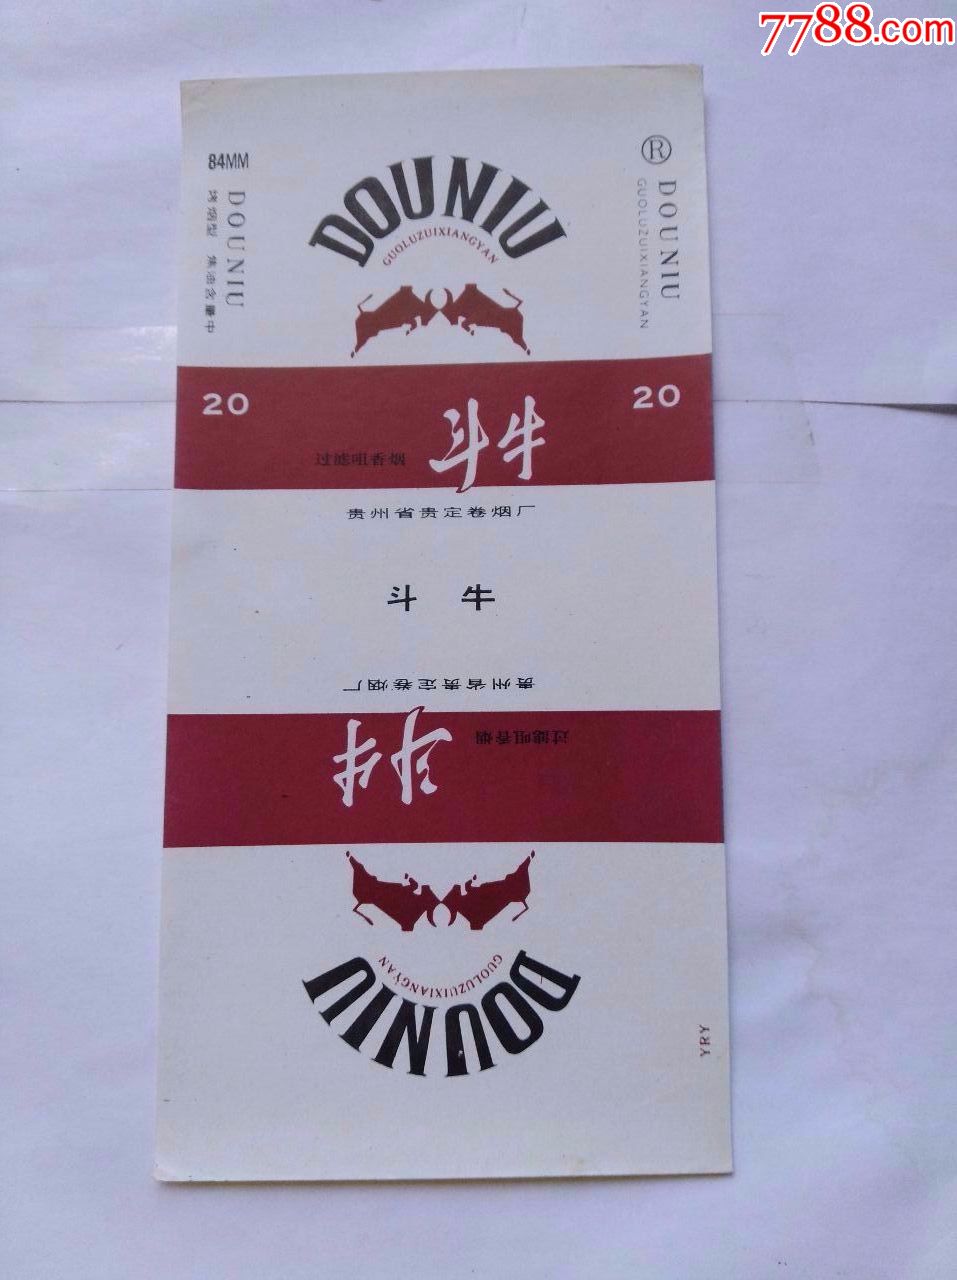 7788.com
84MM
DOUNIU
烤烟型 焦油含量中
DOUNIU
GUOLUZUIXIANGYAN
®
DOUNIU
GUOLUZUIXIANGYAN
20
20
斗牛
过滤咀香烟
贵州省贵定卷烟厂
斗 牛
贵州省贵定卷烟厂
斗牛
过滤咀香烟
GUOLUZUIXIANGYAN
DOUNIU
YRY